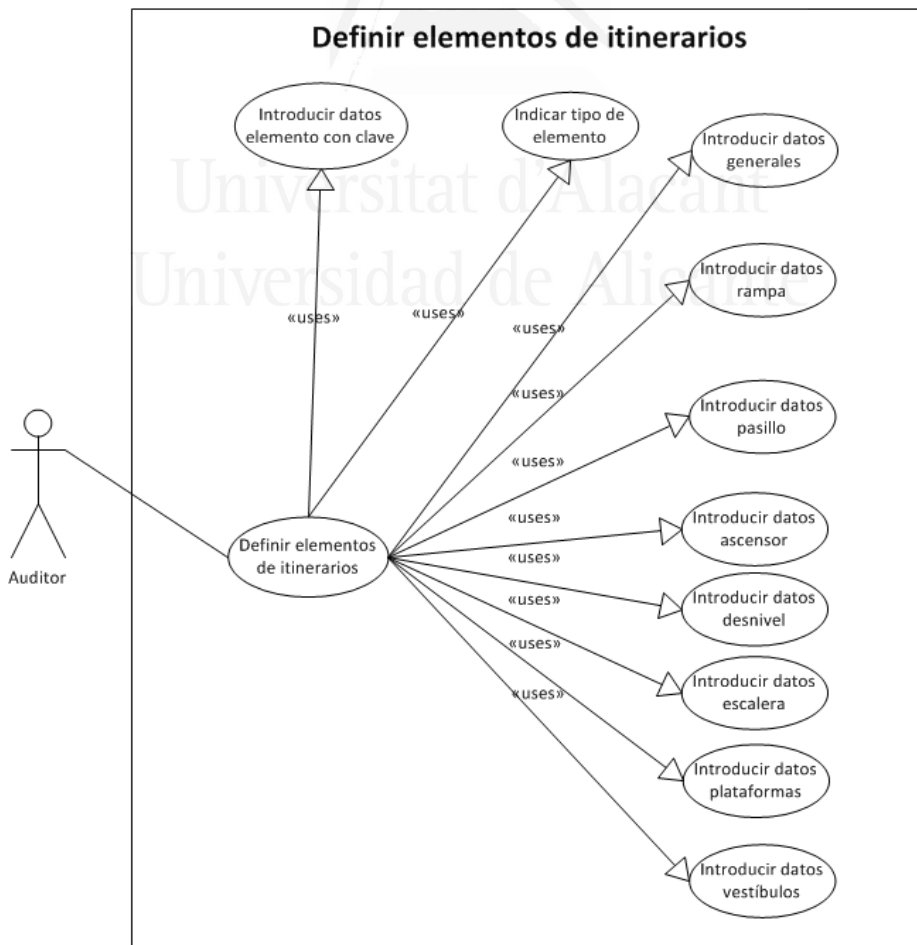 Definir elementos de itinerarios
Introducir datos
elemento con clave
Indicar tipo de
elemento
Introducir datos
generales
Universitat d'Alacant
Universidad de Alicante
Introducir datos
rampa
«uses»
«uses»
«uses»
«uses»
Introducir datos
pasillo
«uses»
«uses»
Introducir datos
ascensor
Auditor
Definir elementos
de itinerarios
«uses»
«uses»
Introducir datos
desnivel
«uses»
Introducir datos
escalera
«uses»
Introducir datos
plataformas
Introducir datos
vestíbulos